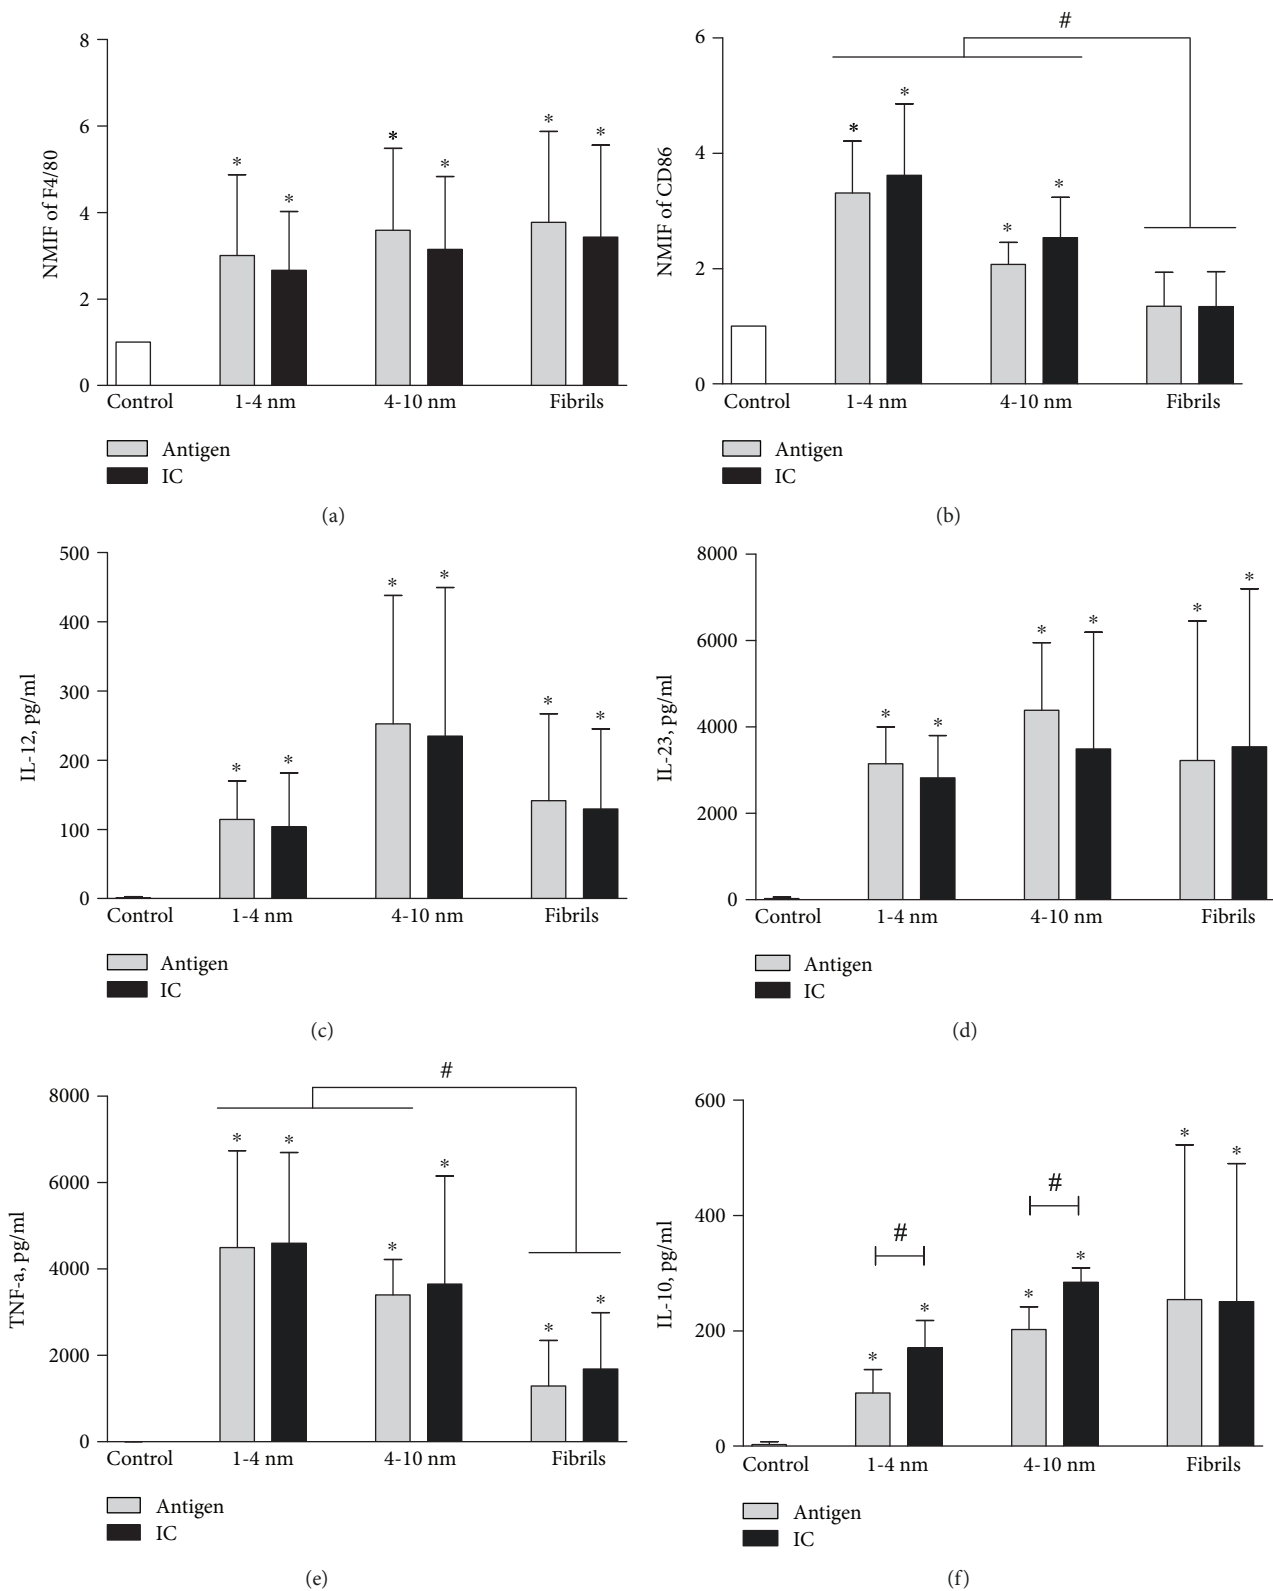 #
8
6
4
2
0
NMIF of F4/80
*
*
*
*
*
*
Control
1-4 nm
4-10 nm
Fibrils
Antigen
IC
(a)
6
4
2
0
NMIF of CD86
*
*
*
*
Control
1-4 nm
4-10 nm
Fibrils
Antigen
IC
(b)
500
400
300
200
100
0
IL-12, pg/ml
*
*
*
*
*
*
Control
1-4 nm
4-10 nm
Fibrils
Antigen
IC
(c)
8000
6000
4000
2000
0
IL-23, pg/ml
*
*
*
*
*
*
Control
1-4 nm
4-10 nm
Fibrils
Antigen
IC
(d)
#
8000
6000
4000
2000
0
TNF-a, pg/ml
*
*
*
*
*
*
Control
1-4 nm
4-10 nm
Fibrils
Antigen
IC
(e)
600
400
200
0
IL-10, pg/ml
#
#
*
*
*
*
*
*
Control
1-4 nm
4-10 nm
Fibrils
Antigen
IC
(f)